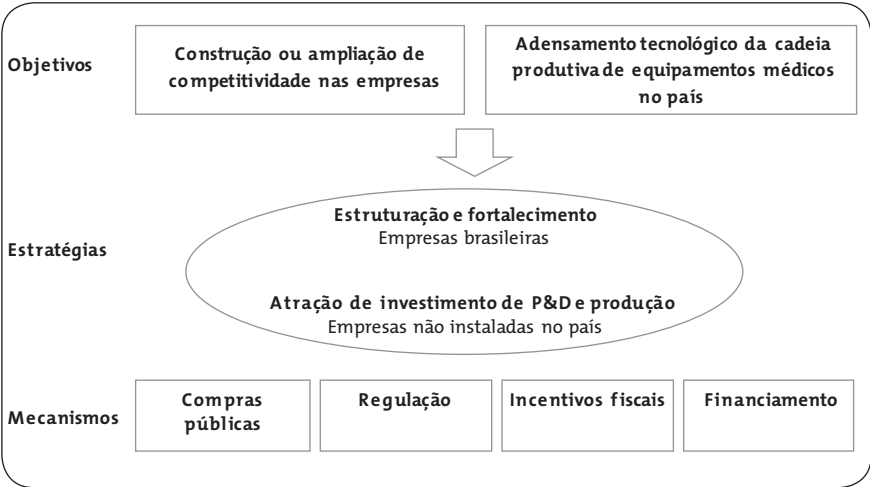 Objetivos
Construção ou ampliação de
competitividade nas empresas
Adensamento tecnológico da cadeia
produtiva de equipamentos médicos
no país
Estratégias
Estruturação e fortalecimento
Empresas brasileiras
Atração de investimento de P&D e produção
Empresas não instaladas no país
Mecanismos
Compras
públicas
Regulação
Incentivos fiscais
Financiamento